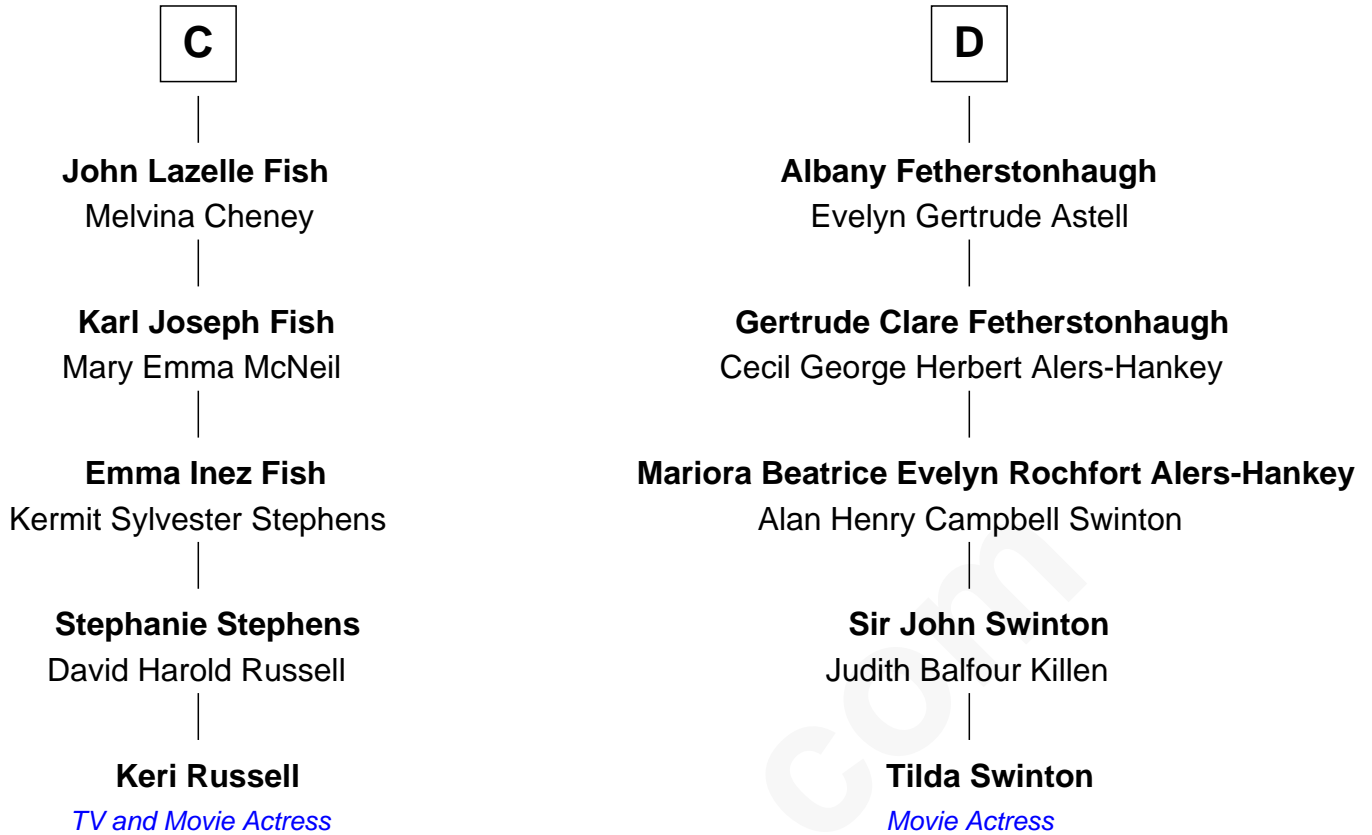 C
John Lazelle Fish
Melvina Cheney
Karl Joseph Fish
Mary Emma McNeil
Emma Inez Fish
Kermit Sylvester Stephens
Stephanie Stephens
David Harold Russell
Keri Russell
TV and Movie Actress
D
Albany Fetherstonhaugh
Evelyn Gertrude Astell
Gertrude Clare Fetherstonhaugh
Cecil George Herbert Alers-Hankey
Mariora Beatrice Evelyn Rochfort Alers-Hankey
Alan Henry Campbell Swinton
Sir John Swinton
Judith Balfour Killen
Tilda Swinton
Movie Actress
com